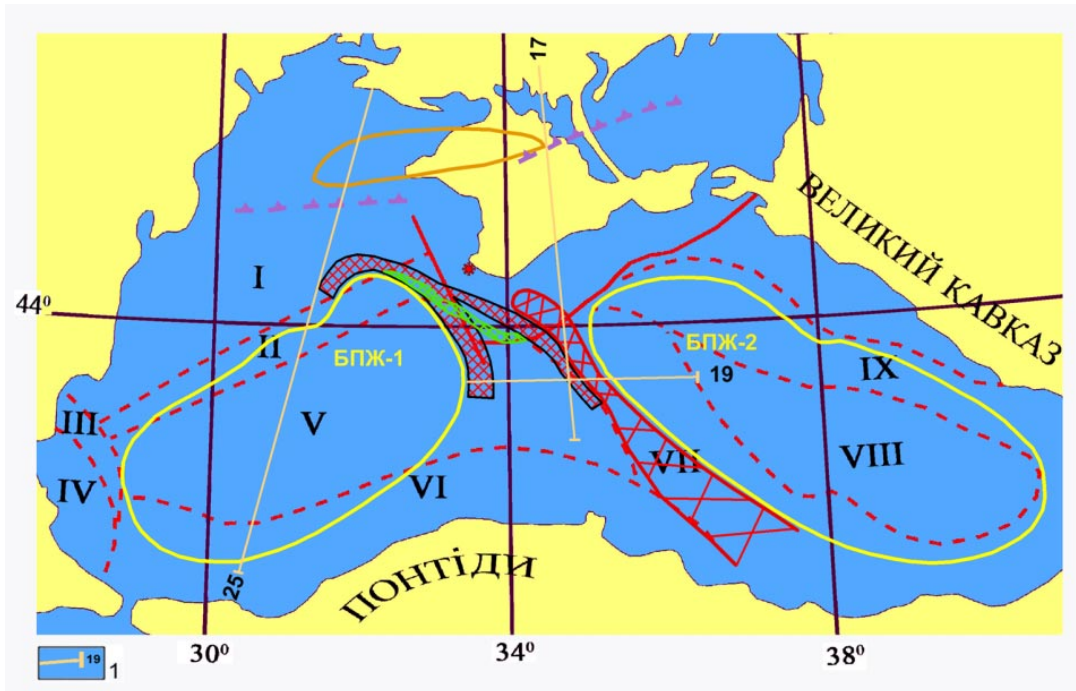 17
ВЕЛИКИЙ КАВКАЗ
I
44⁰
II
БПЖ-1
БПЖ-2
19
IX
III
V
IV
VI
VII
VIII
25
ПОНТіДИ
19
1
30⁰
34⁰
38⁰